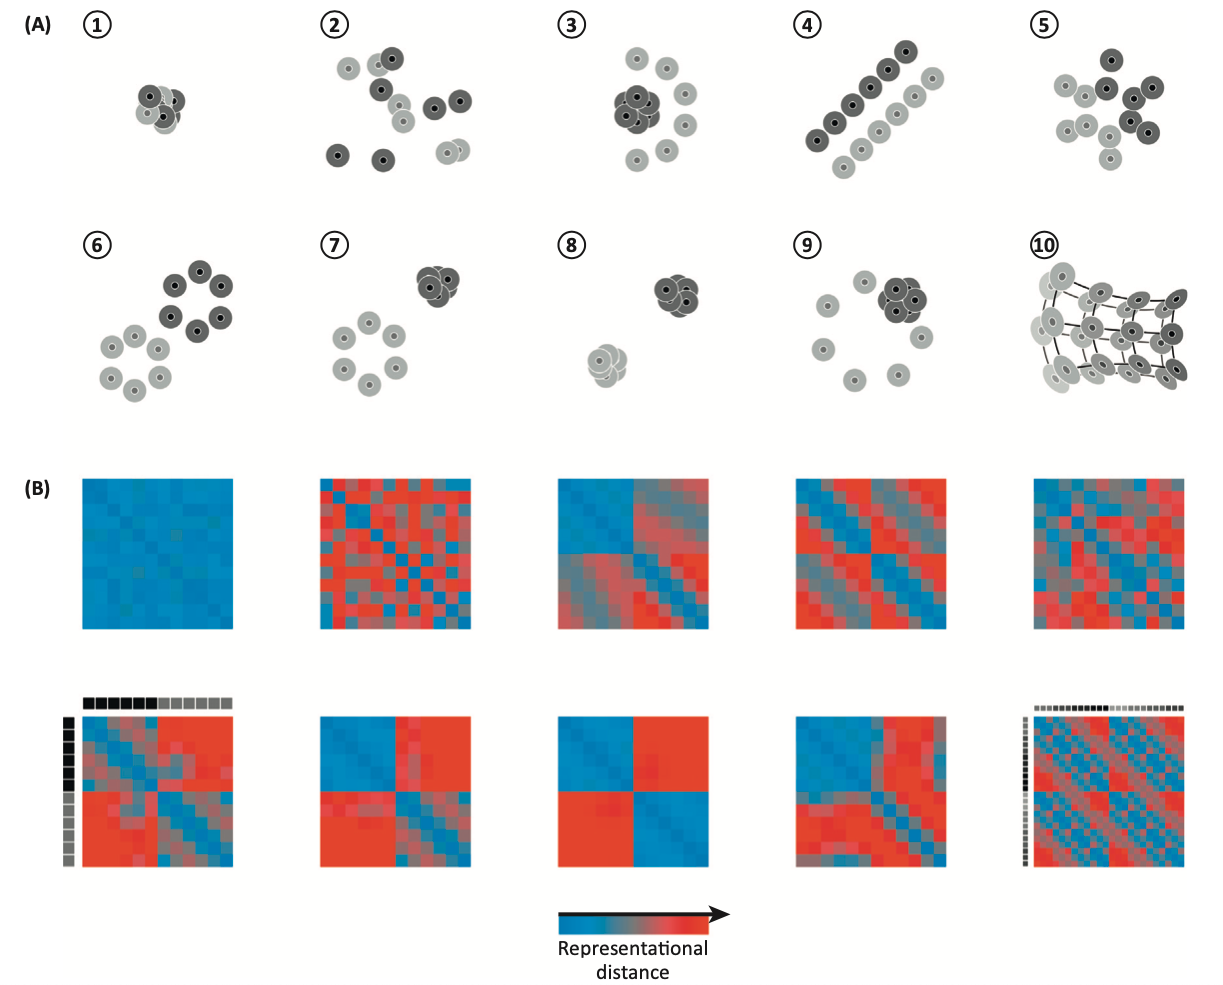 (A) ① ② ③ ④ ⑤
⑥ ⑦ ⑧ ⑨ ⑩
(B)
Representational
distance